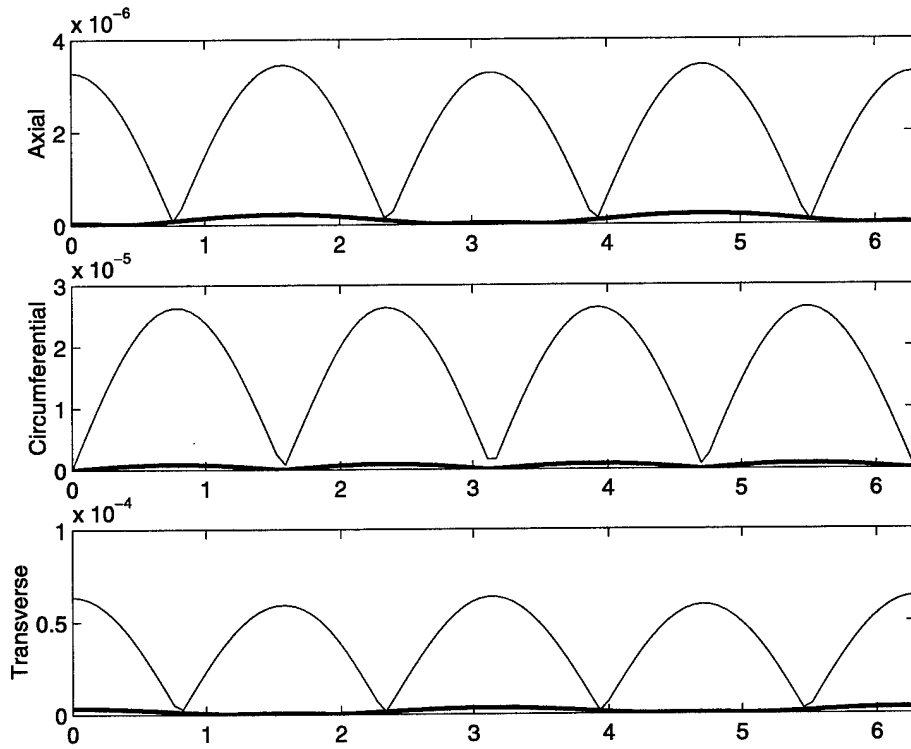 x 10⁻⁶
4
2
0
Axial
0 1 2 3 4 5 6
x 10⁻⁵
3
2
1
0
Circumferential
0 1 2 3 4 5 6
x 10⁻⁴
1
0.5
0
Transverse
0 1 2 3 4 5 6